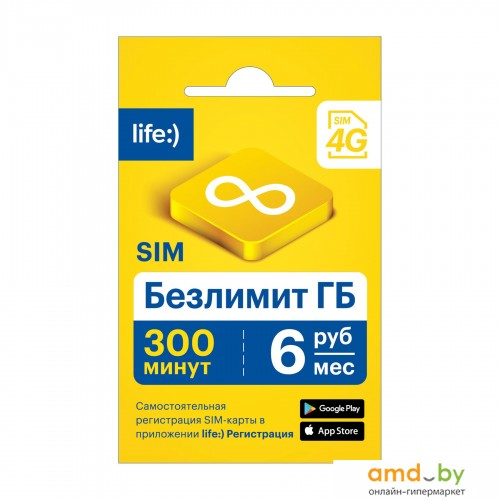 life:)
SIM
4G
SIM
Безлимит ГБ
300 минут
6 руб/мес
Самостоятельная
регистрация SIM-карты в
приложении life:) Регистрация
Google Play
App Store
amd.by
онлайн-гипермаркет